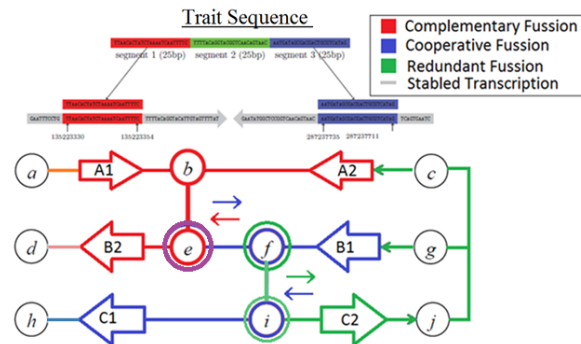 Trait Sequence
segment 1 (25bp) segment 2 (25bp) segment 3 (25bp)
Complementary Fussion
Cooperative Fussion
Redundant Fussion
Stabled Transcription
135223330 135223354 287237735 287237711
a A1 b A2 c
d B2 e f B1 g
h C1 i C2 j